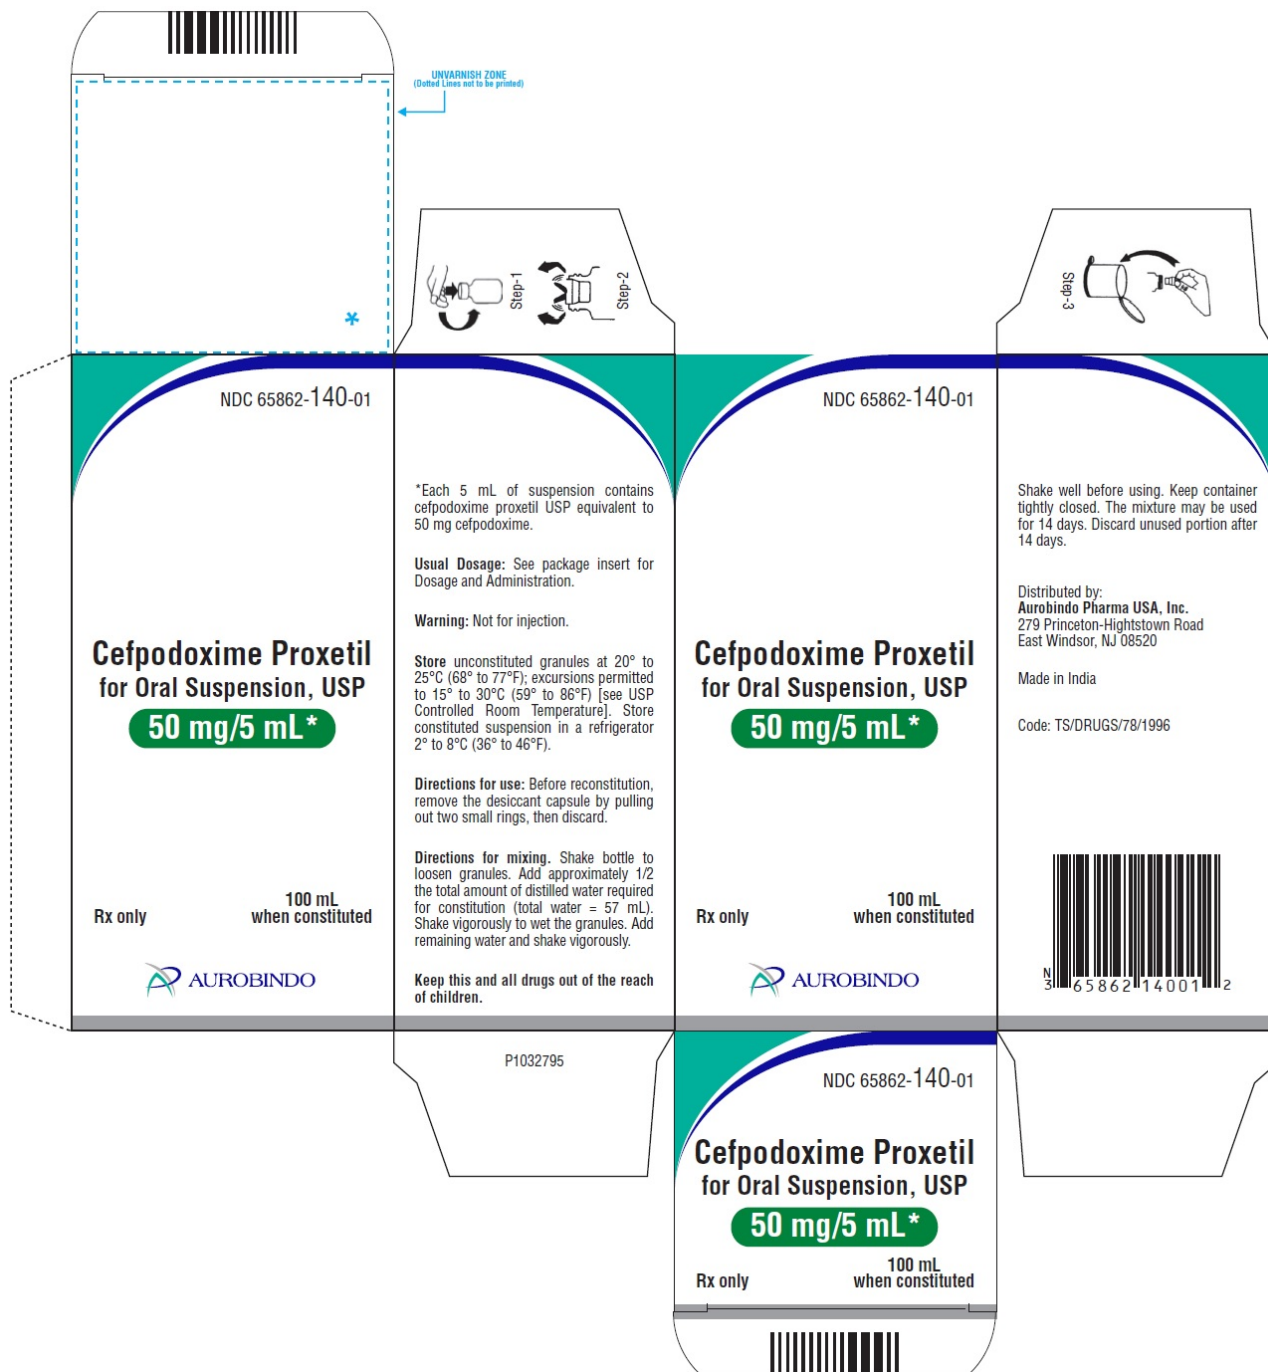 UNVARNISH ZONE
(Dotted Lines not to be printed)
*
Step-1
Step-2
Step-3
NDC 65862-140-01
Cefpodoxime Proxetil
for Oral Suspension, USP
50 mg/5 mL*
Rx only
100 mL
when constituted
AUROBINDO
*Each 5 mL of suspension contains
cefpodoxime proxetil USP equivalent to
50 mg cefpodoxime.
Usual Dosage: See package insert for
Dosage and Administration.
Warning: Not for injection.
Store unconstituted granules at 20° to
25°C (68° to 77°F); excursions permitted
to 15° to 30°C (59° to 86°F) [see USP
Controlled Room Temperature]. Store
constituted suspension in a refrigerator
2° to 8°C (36° to 46°F).
Directions for use: Before reconstitution,
remove the desiccant capsule by pulling
out two small rings, then discard.
Directions for mixing. Shake bottle to
loosen granules. Add approximately 1/2
the total amount of distilled water required
for constitution (total water = 57 mL).
Shake vigorously to wet the granules. Add
remaining water and shake vigorously.
Keep this and all drugs out of the reach
of children.
NDC 65862-140-01
Cefpodoxime Proxetil
for Oral Suspension, USP
50 mg/5 mL*
Rx only
100 mL
when constituted
AUROBINDO
Shake well before using. Keep container
tightly closed. The mixture may be used
for 14 days. Discard unused portion after
14 days.
Distributed by:
Aurobindo Pharma USA, Inc.
279 Princeton-Hightstown Road
East Windsor, NJ 08520
Made in India
Code: TS/DRUGS/78/1996
N
3 65862 14001 2
P1032795
NDC 65862-140-01
Cefpodoxime Proxetil
for Oral Suspension, USP
50 mg/5 mL*
Rx only
100 mL
when constituted